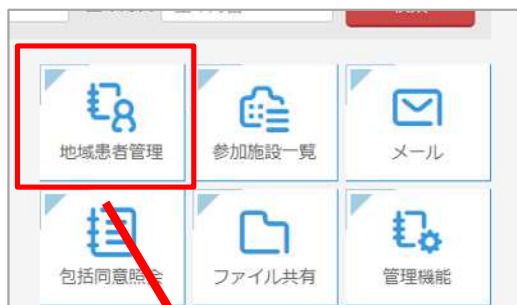 地域患者管理
参加施設一覧
メール
包括同意照会
ファイル共有
管理機能